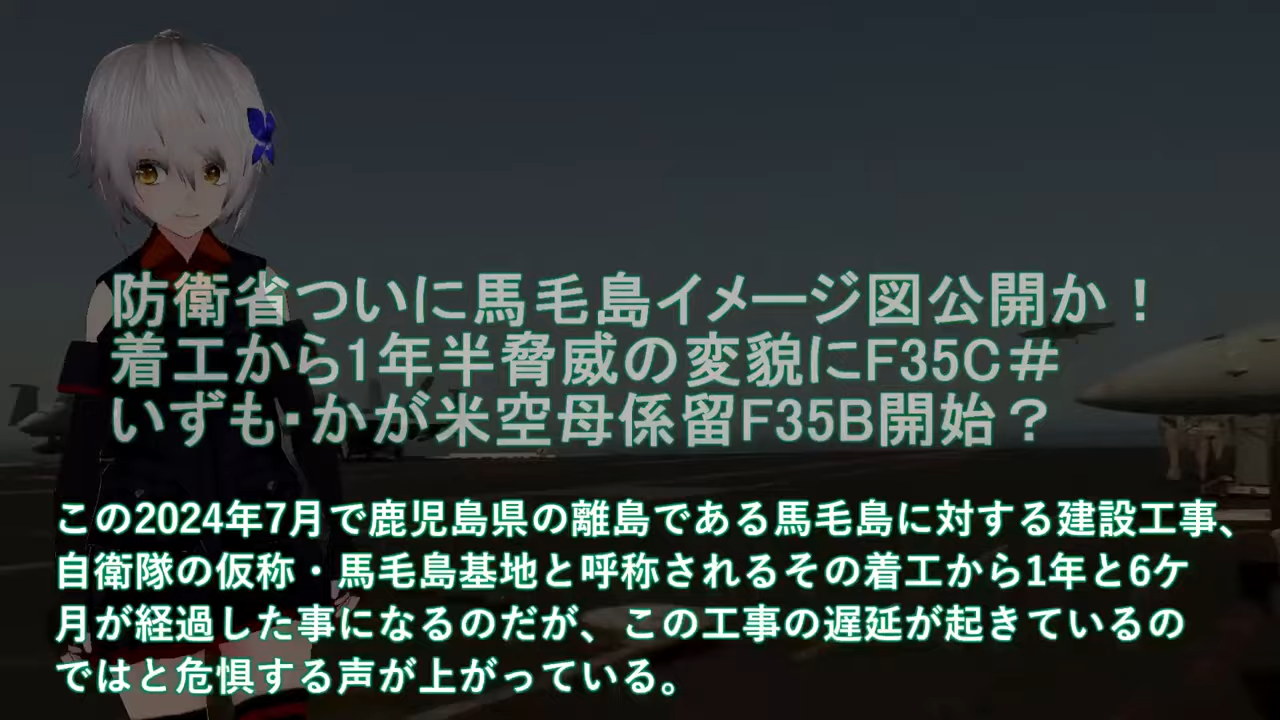 防衛省ついに馬毛島イメージ図公開か！
着工から1年半脅威の変貌にF35C＃
いずも・かが米空母係留F35B開始？
この2024年7月で鹿児島県の離島である馬毛島に対する建設工事、
自衛隊の仮称・馬毛島基地と呼称されるその着工から1年と6ケ
月が経過した事になるのだが、この工事の遅延が起きているの
ではと危惧する声が上がっている。